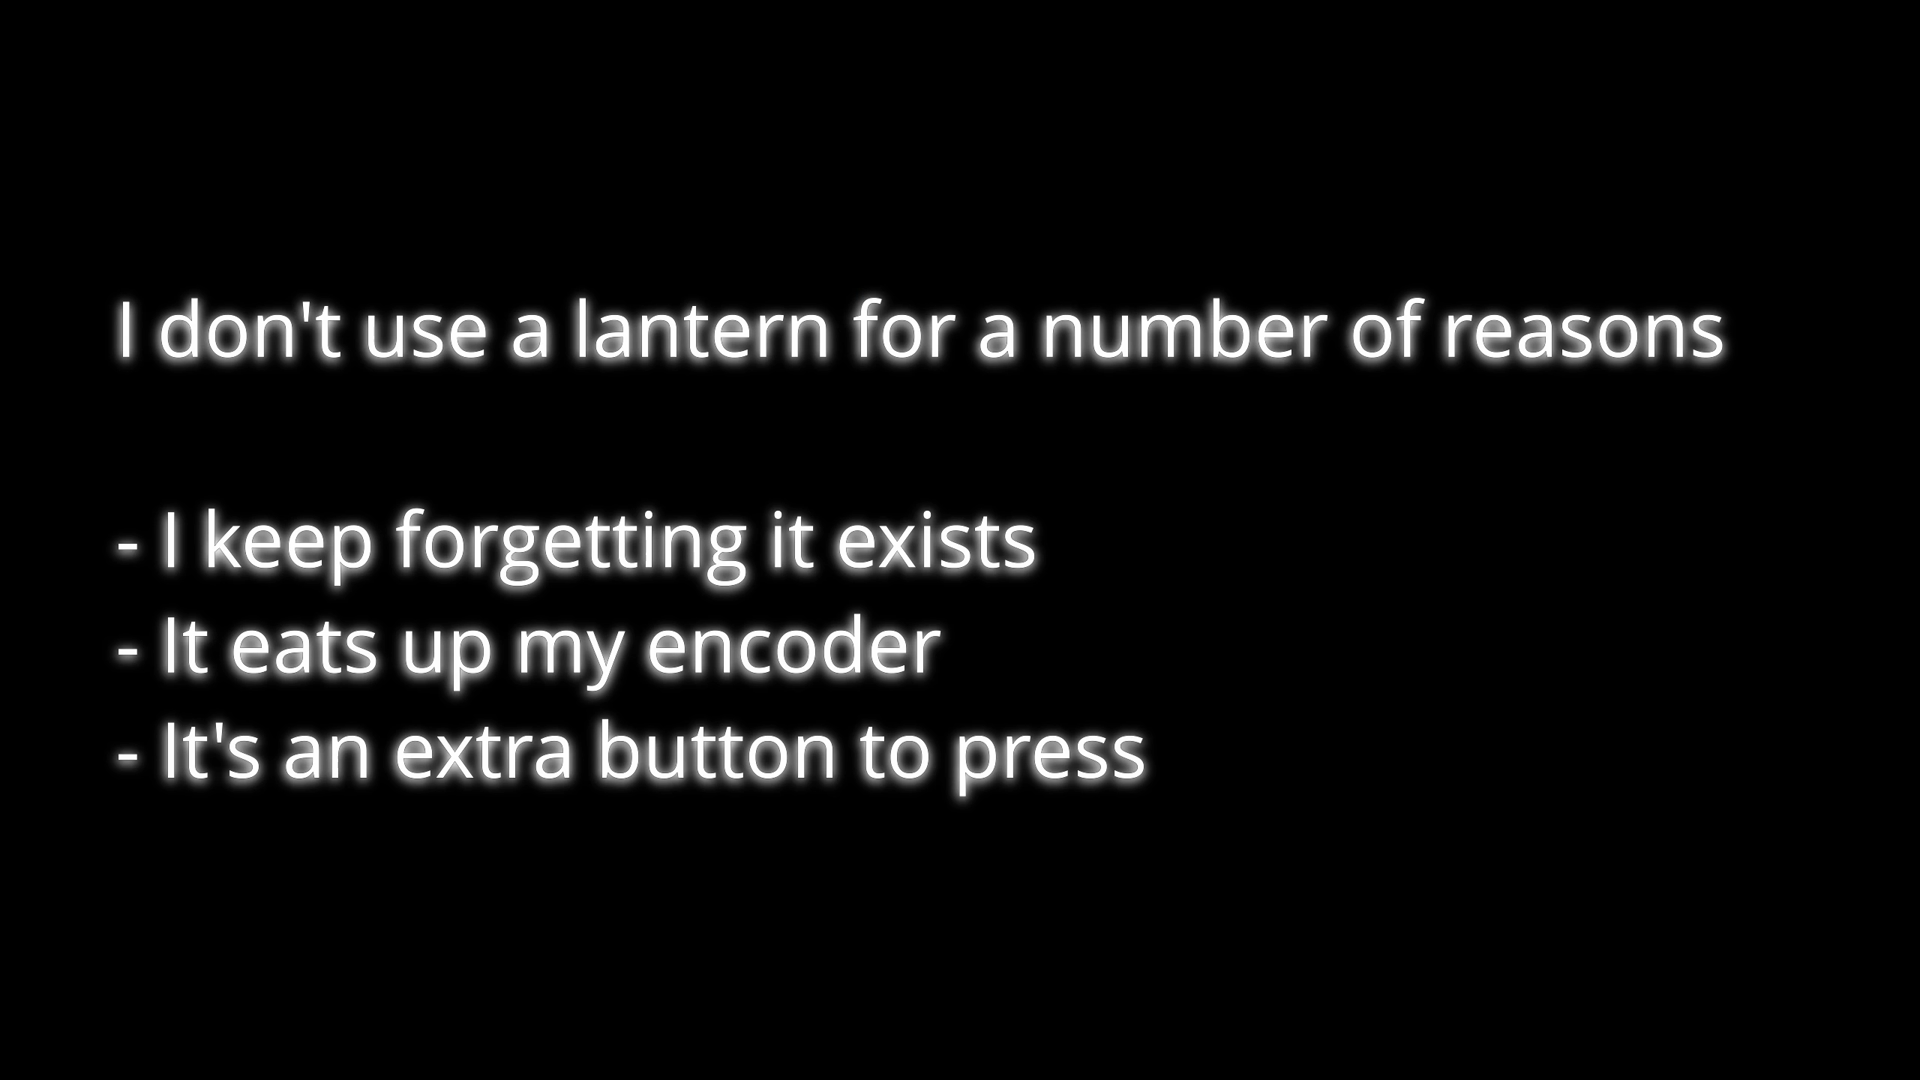 I don't use a lantern for a number of reasons
- I keep forgetting it exists
- It eats up my encoder
- It's an extra button to press